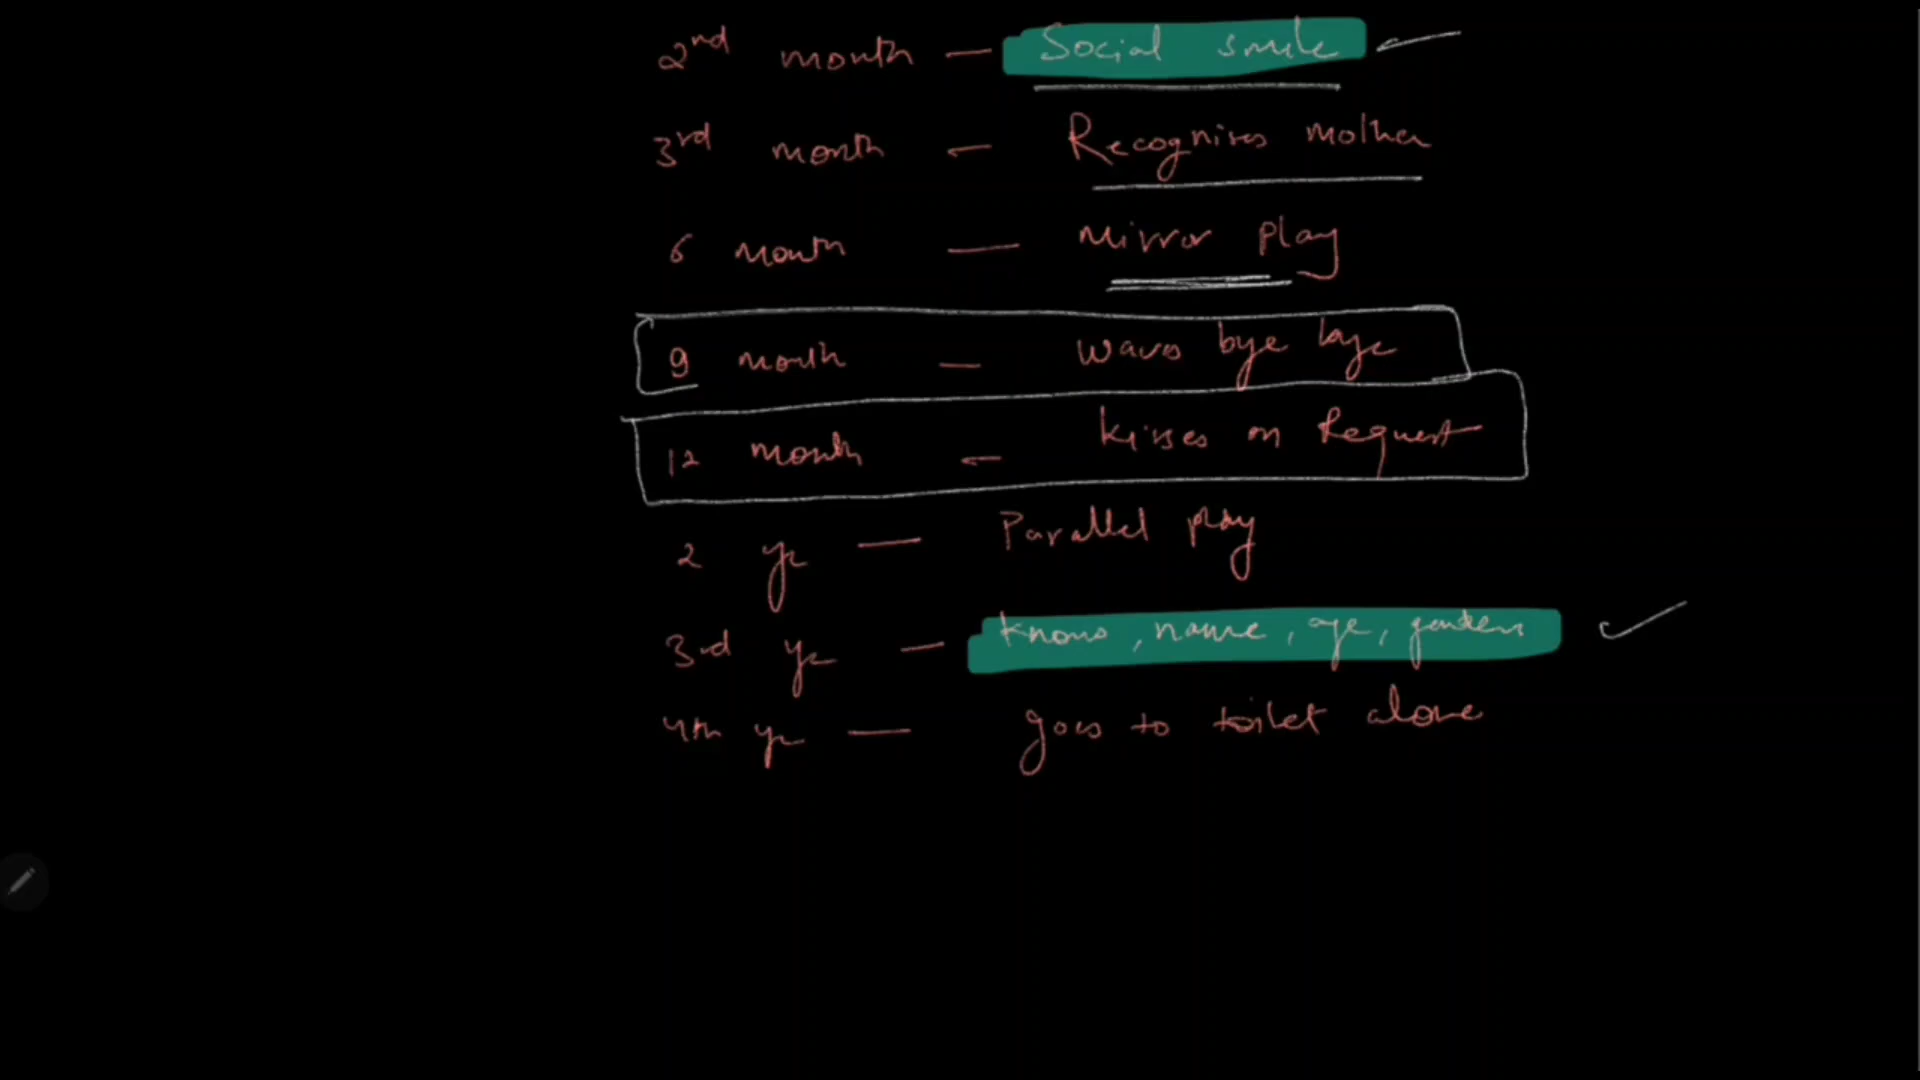 2nd month — Social smile
3rd month — Recognises mother
6 month — Mirror play
9 month — waves bye bye
12 month — kisses on Request
2 yr — Parallel play
3rd yr — knows, name, age, gender
4th yr — goes to toilet alone